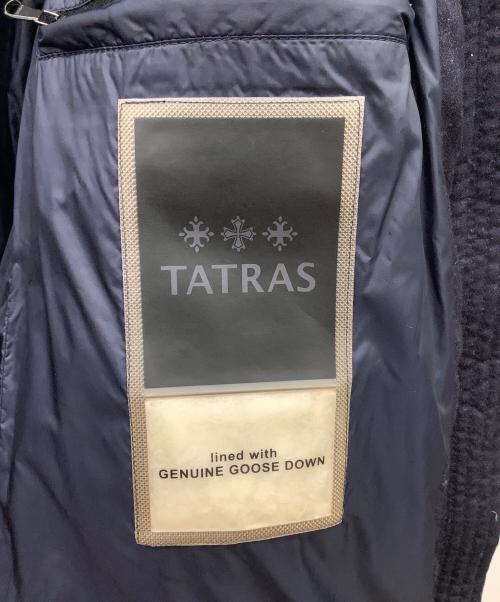 TATRAS
lined with
GENUINE GOOSE DOWN